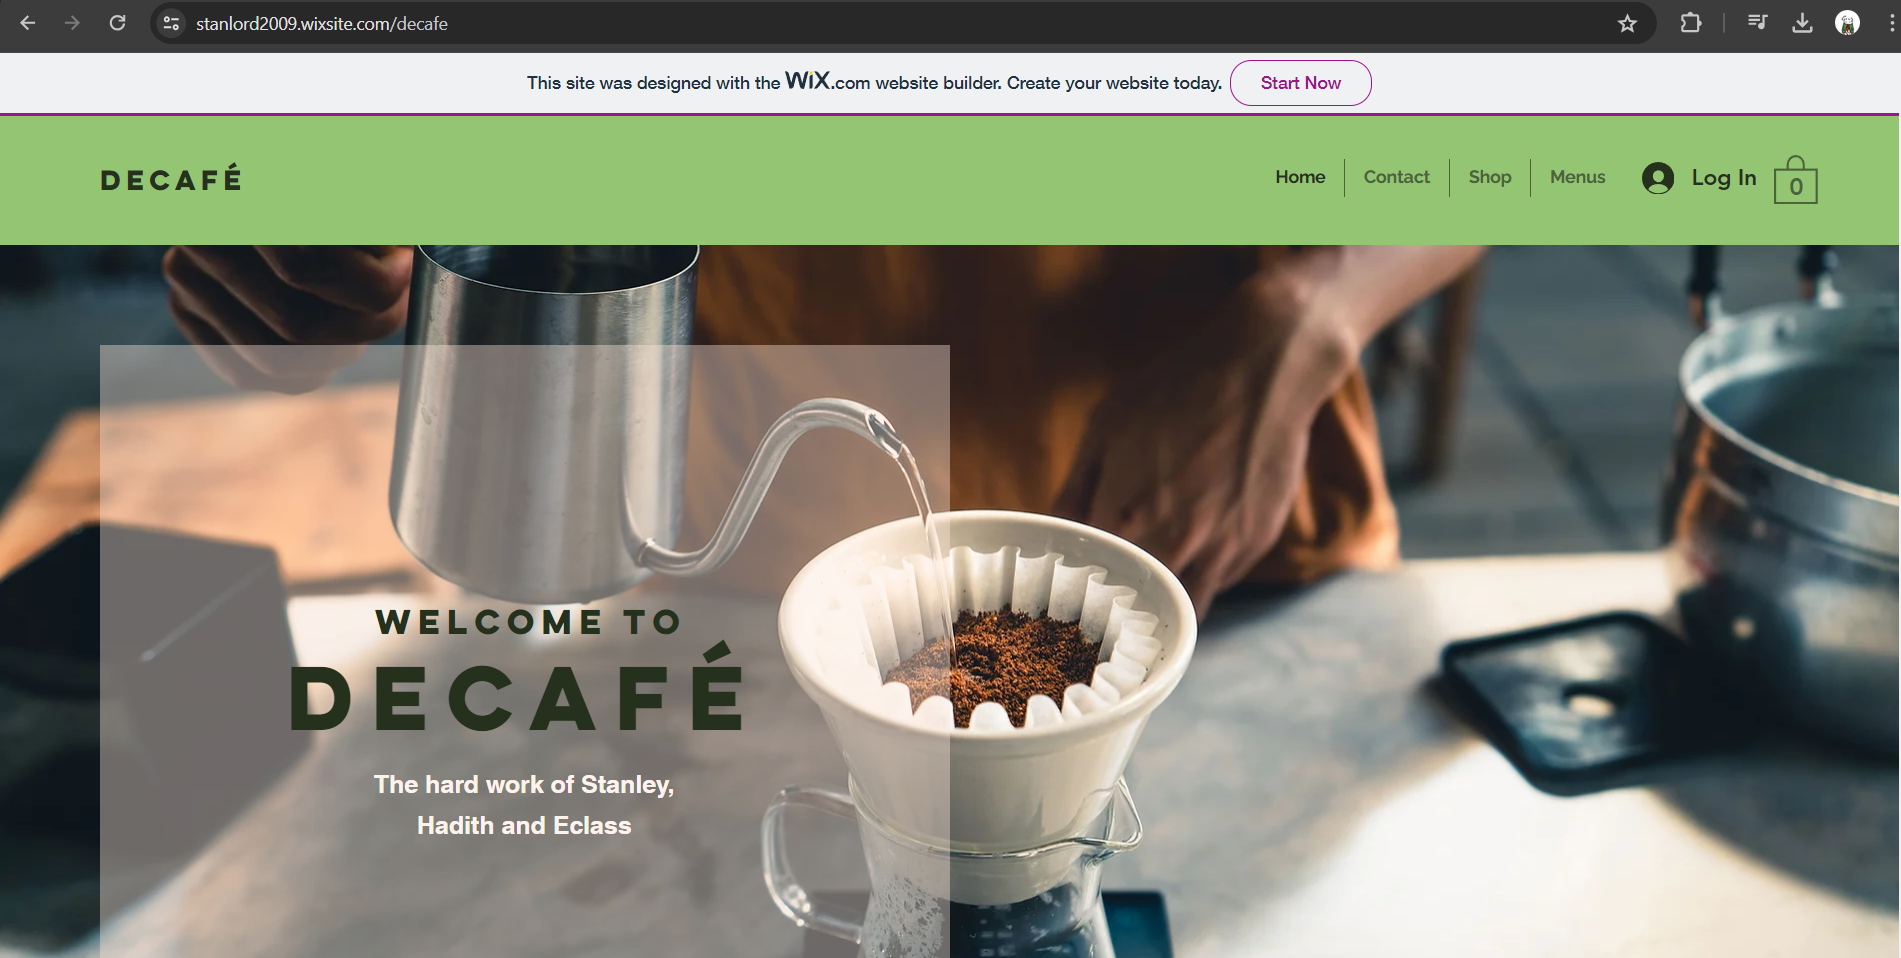 stanlord2009.wixsite.com/decafe
This site was designed with the WiX.com website builder. Create your website today. Start Now
DECAFÉ
Home Contact Shop Menus Log In 0
WELCOME TO
DECAFÉ
The hard work of Stanley,
Hadith and Eclass